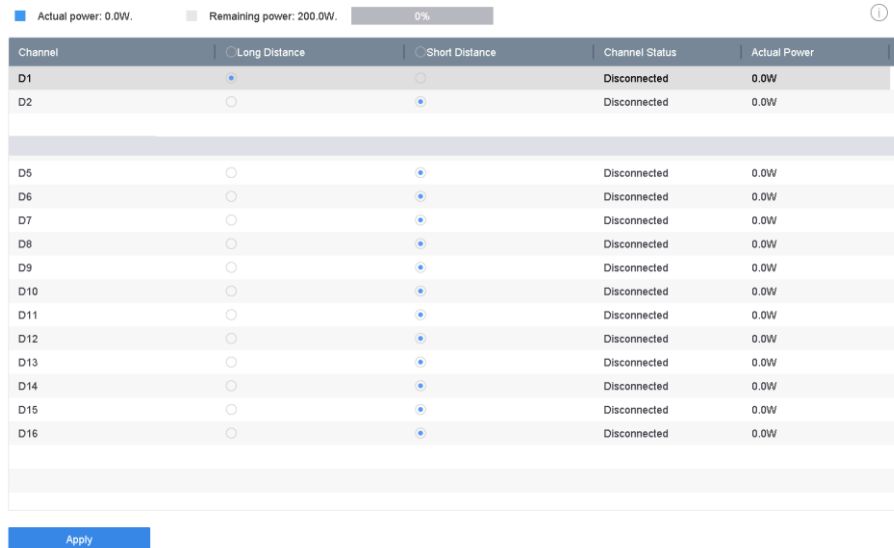 Actual power: 0.0W. Remaining power: 200.0W. 0%
Channel Long Distance Short Distance Channel Status Actual Power
D1 Disconnected 0.0W
D2 Disconnected 0.0W
D5 Disconnected 0.0W
D6 Disconnected 0.0W
D7 Disconnected 0.0W
D8 Disconnected 0.0W
D9 Disconnected 0.0W
D10 Disconnected 0.0W
D11 Disconnected 0.0W
D12 Disconnected 0.0W
D13 Disconnected 0.0W
D14 Disconnected 0.0W
D15 Disconnected 0.0W
D16 Disconnected 0.0W
Apply